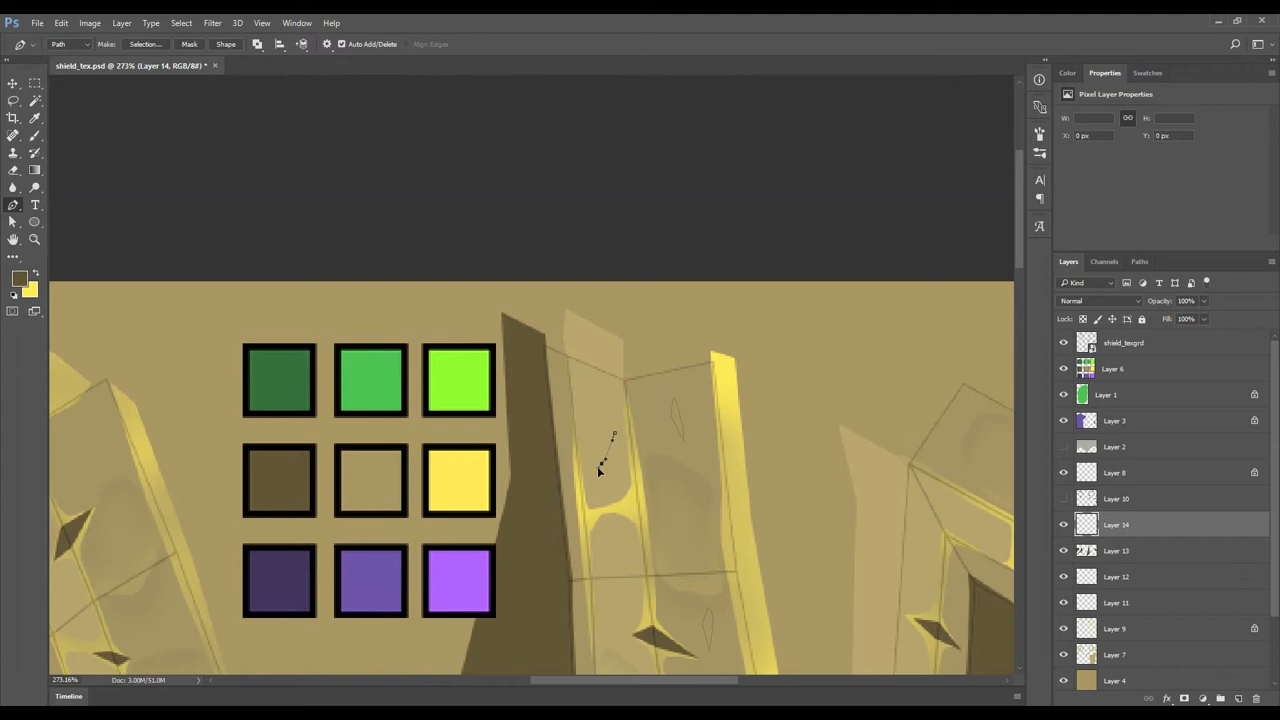 Ps File Edit Image Layer Type Select Filter 3D View Window Help
Path Make: Selection... Mask Shape Auto Add/Delete Align Edges
shield_tex.psd @ 273% (Layer 14, RGB/8#) *
Color Properties Swatches
Pixel Layer Properties
W: H:
X: 0 px Y: 0 px
Layers Channels Paths
Kind
Normal Opacity: 100%
Lock: Fill: 100%
shield_texgrd
Layer 6
Layer 1
Layer 3
Layer 2
Layer 8
Layer 10
Layer 14
Layer 13
Layer 12
Layer 11
Layer 9
Layer 7
Layer 4
273.16% Doc: 3.00M/51.0M
Timeline